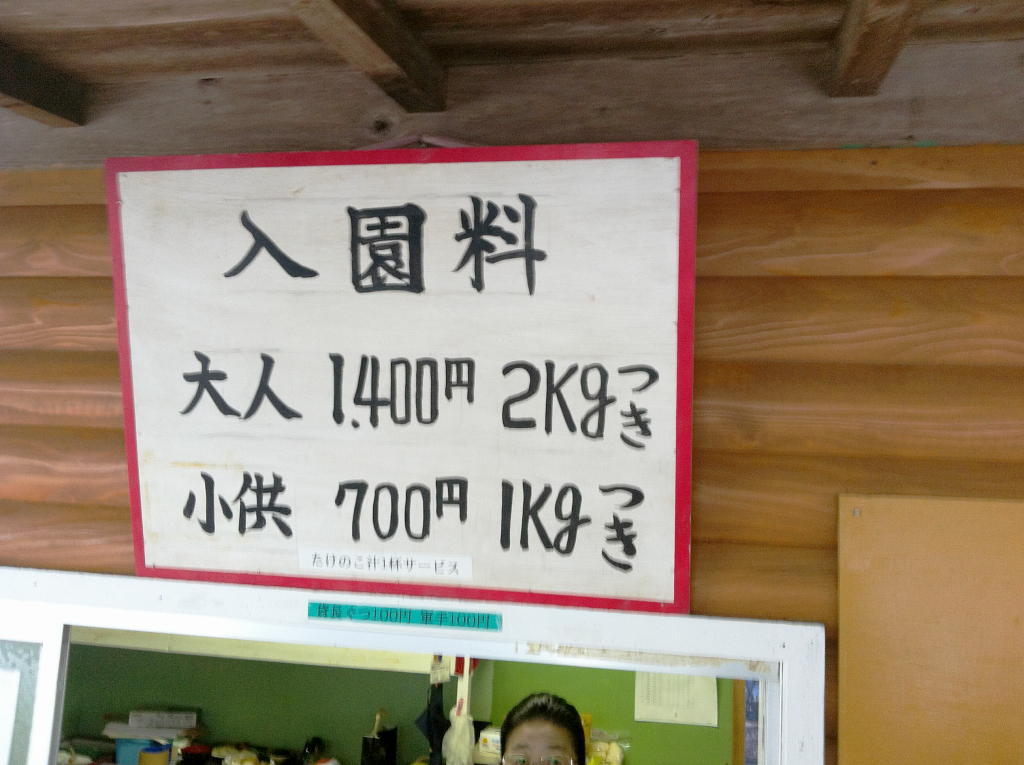 入園料
大人 1.400円 2Kgつき
小供 700円 1Kgつき
たけのこ汁1杯サービス
貸長ぐつ100円 軍手100円